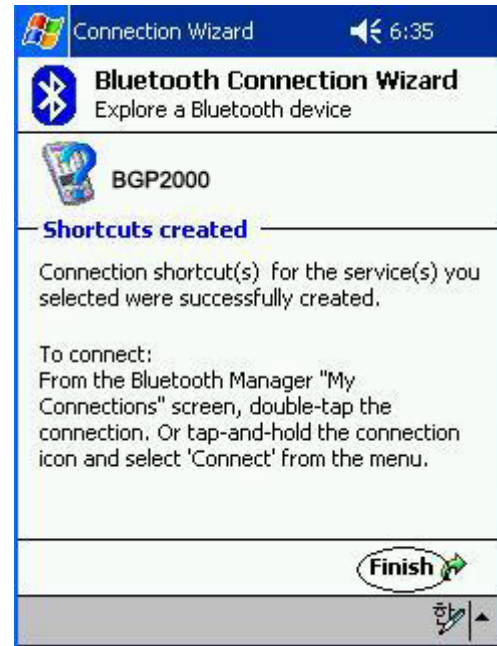 Connection Wizard 6:35
Bluetooth Connection Wizard
Explore a Bluetooth device
BGP2000
Shortcuts created
Connection shortcut(s) for the service(s) you
selected were successfully created.
To connect:
From the Bluetooth Manager "My
Connections" screen, double-tap the
connection. Or tap-and-hold the connection
icon and select 'Connect' from the menu.
Finish
한